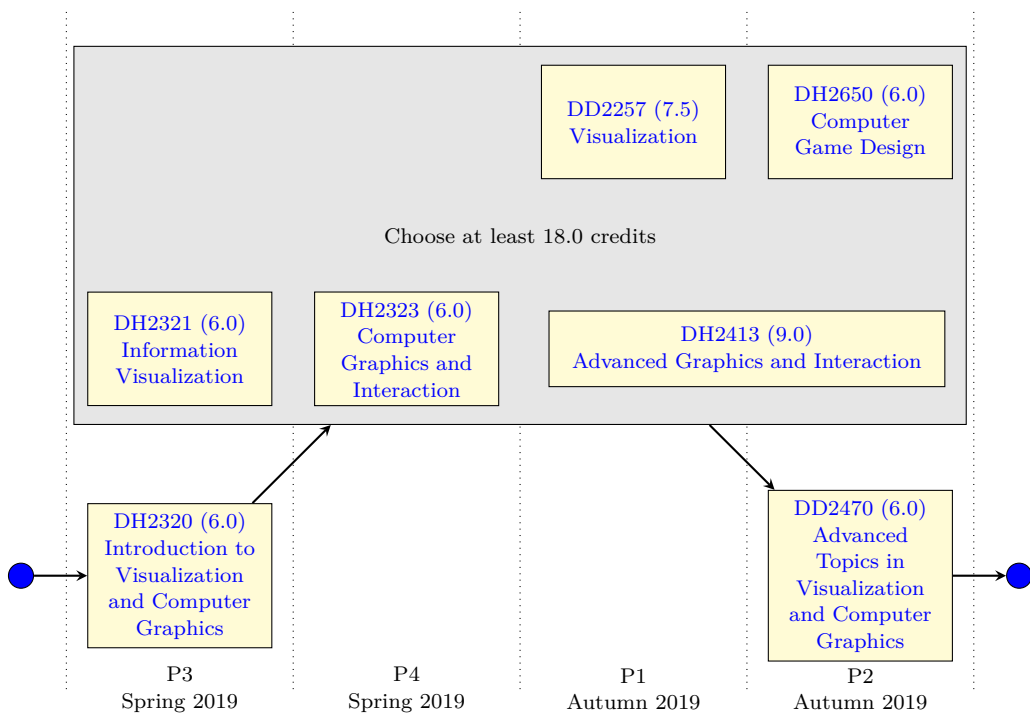 DD2257 (7.5)
Visualization
DH2650 (6.0)
Computer
Game Design
Choose at least 18.0 credits
DH2321 (6.0)
Information
Visualization
DH2323 (6.0)
Computer
Graphics and
Interaction
DH2413 (9.0)
Advanced Graphics and Interaction
DH2320 (6.0)
Introduction to
Visualization
and Computer
Graphics
DD2470 (6.0)
Advanced
Topics in
Visualization
and Computer
Graphics
P3
Spring 2019
P4
Spring 2019
P1
Autumn 2019
P2
Autumn 2019